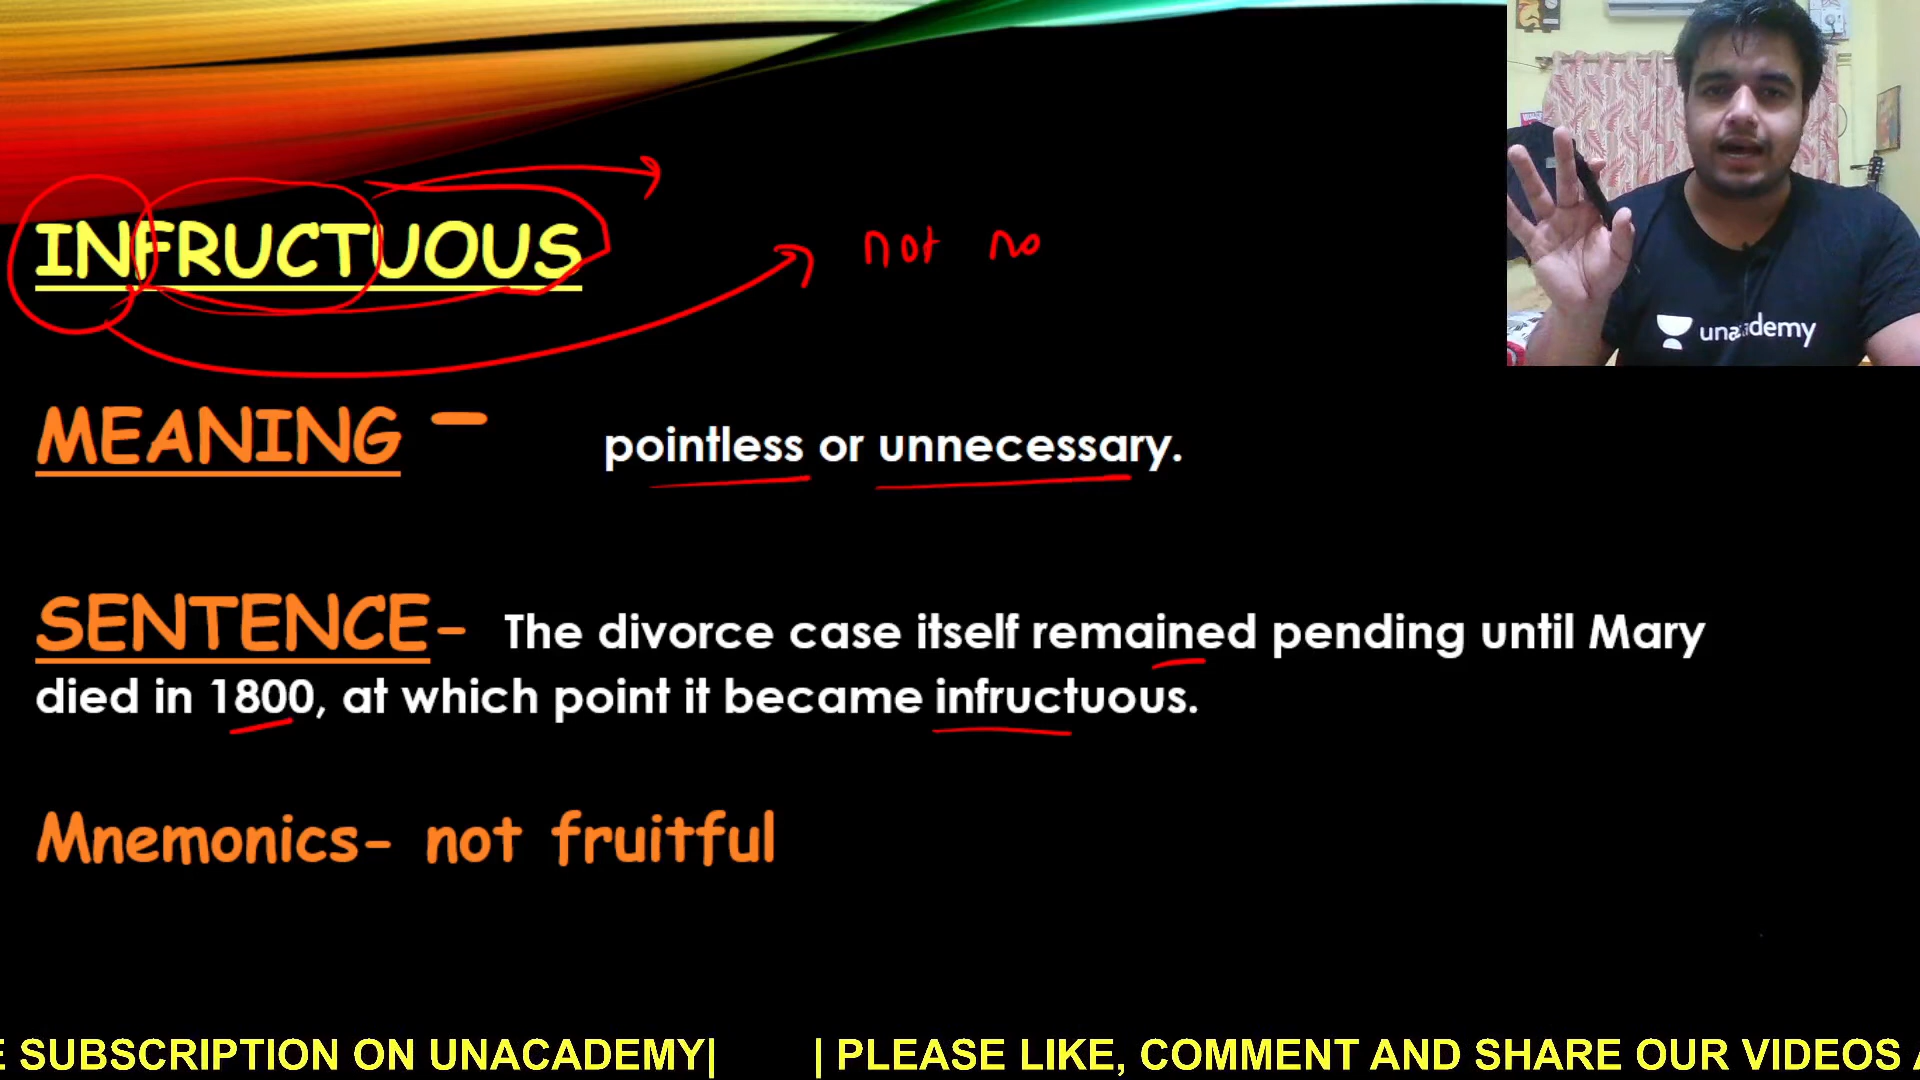 INFRUCTUOUS
not no
unacademy
MEANING - pointless or unnecessary.
SENTENCE- The divorce case itself remained pending until Mary
died in 1800, at which point it became infructuous.
Mnemonics- not fruitful
E SUBSCRIPTION ON UNACADEMY| | PLEASE LIKE, COMMENT AND SHARE OUR VIDEOS A